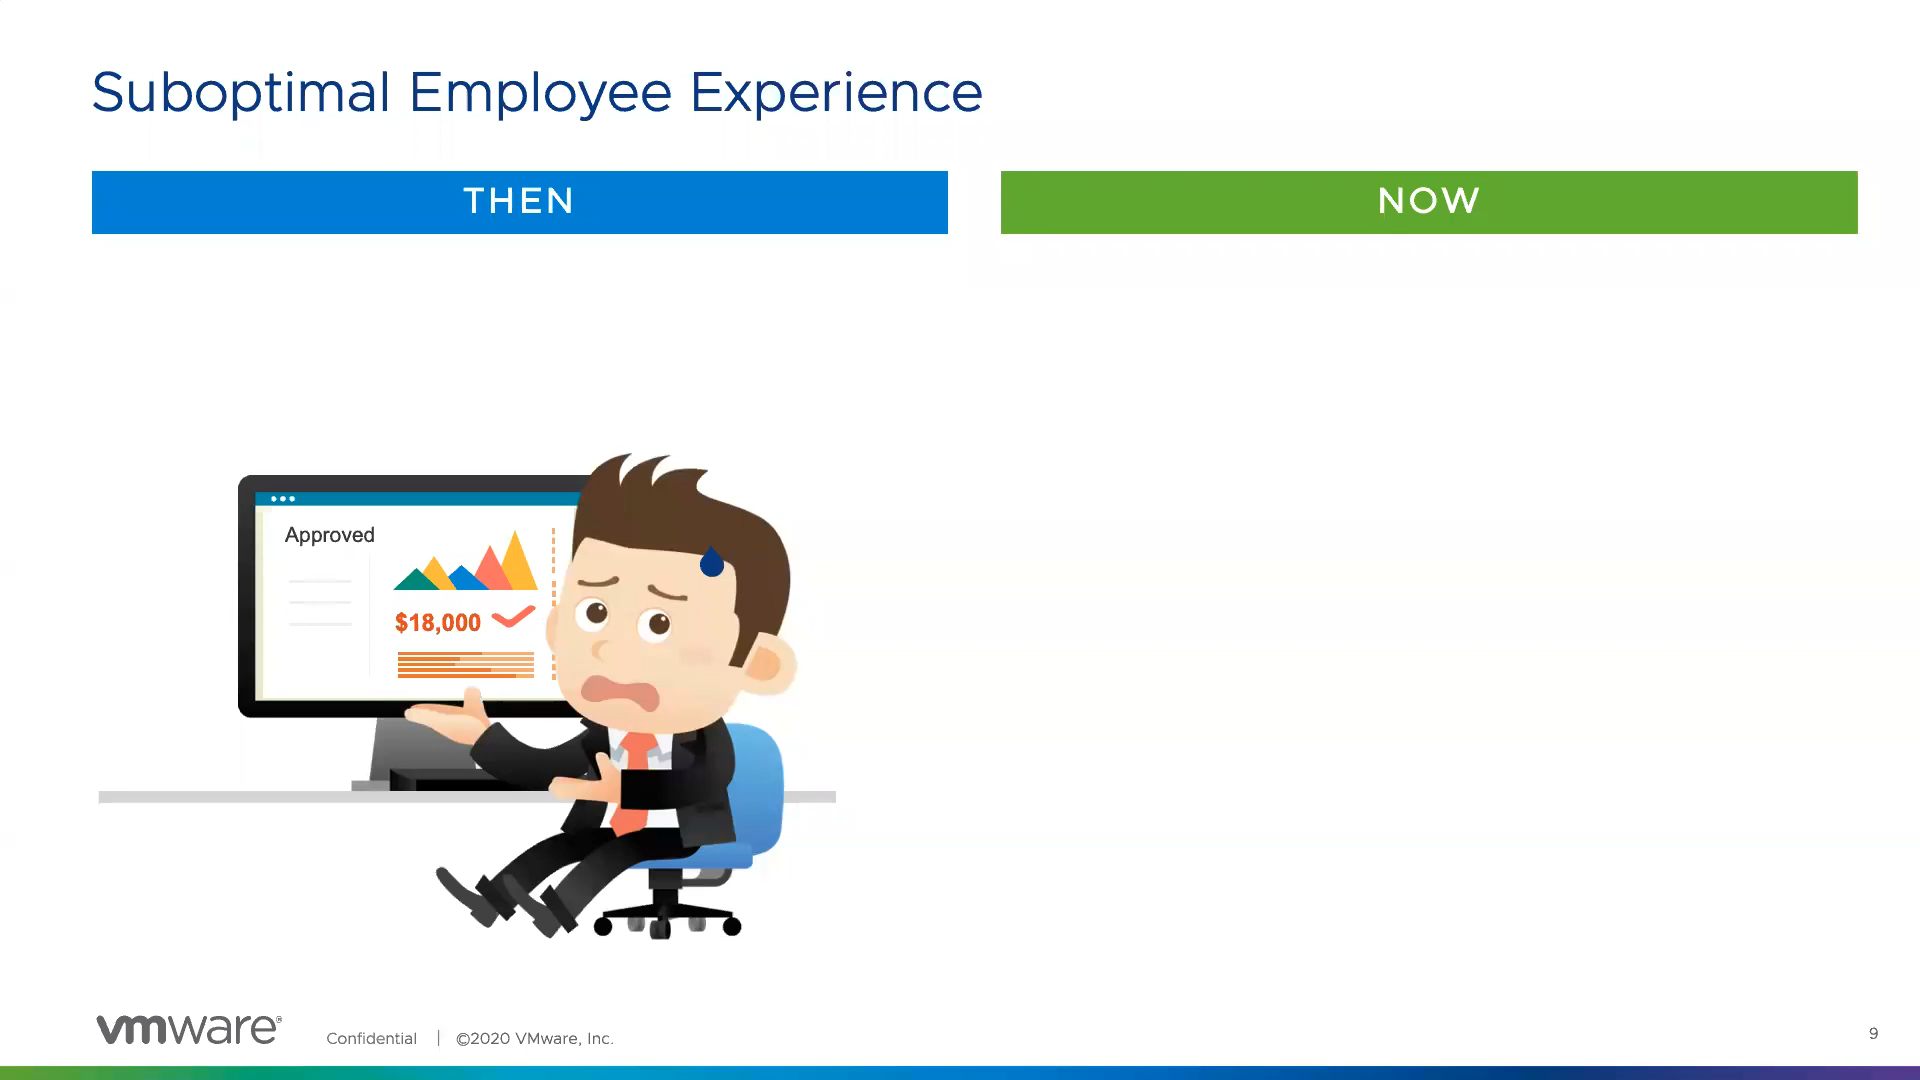 Suboptimal Employee Experience
THEN
NOW
Approved
$18,000
vmware®
Confidential | ©2020 VMware, Inc.
9